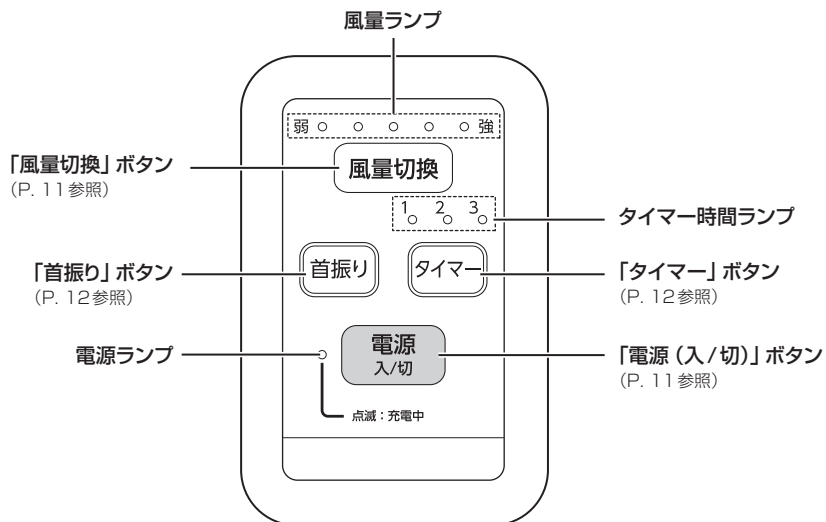 風量ランプ
弱 強
「風量切換」ボタン
(P. 11参照)
風量切換
1 2 3
タイマー時間ランプ
「首振り」ボタン
(P. 12参照)
首振り
タイマー
「タイマー」ボタン
(P. 12参照)
電源ランプ
電源
入/切
「電源（入/切）」ボタン
(P. 11参照)
点滅：充電中